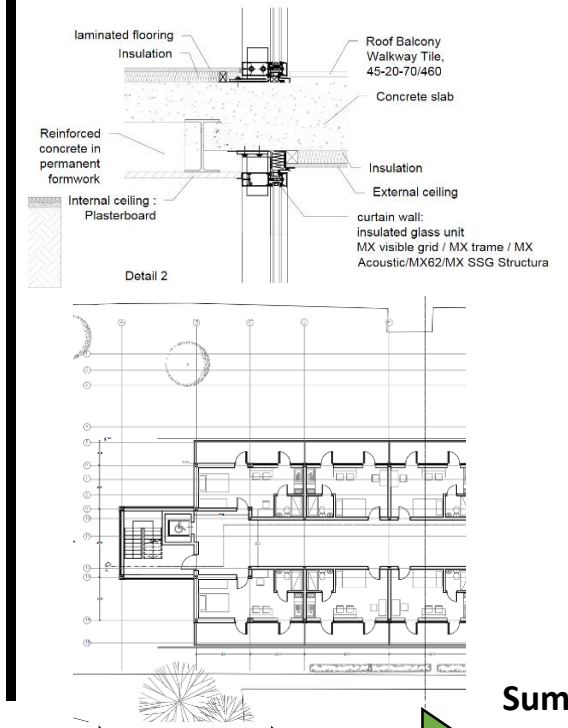 laminated flooring
Insulation
Roof Balcony
Walkway Tile,
45-20-70/460
Concrete slab
Reinforced
concrete in
permanent
formwork
Insulation
External ceiling
Internal ceiling :
Plasterboard
curtain wall:
insulated glass unit
MX visible grid / MX trame / MX
Acoustic/MX62/MX SSG Structura
Detail 2
Sum